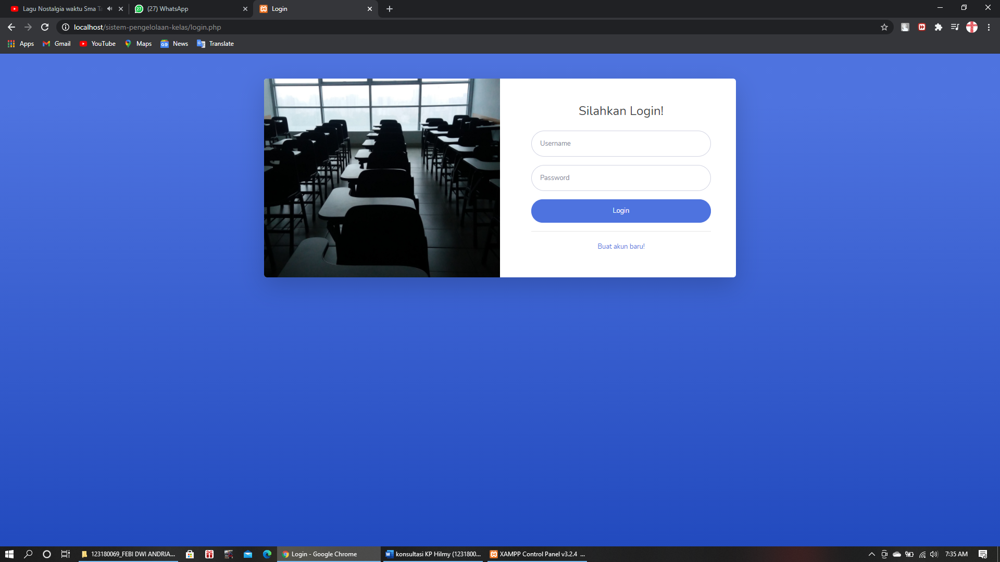 Lagu Nostalgia waktu Sma Ta
(27) WhatsApp
Login
localhost/sistem-pengelolaan-kelas/login.php
Apps
Gmail
YouTube
Maps
News
Translate
Silahkan Login!
Username
Password
Login
Buat akun baru!
123180069_FEBI DWI ANDRIA...
Login - Google Chrome
konsultasi KP Hilmy (1231800...
XAMPP Control Panel v3.2.4 ...
7:35 AM